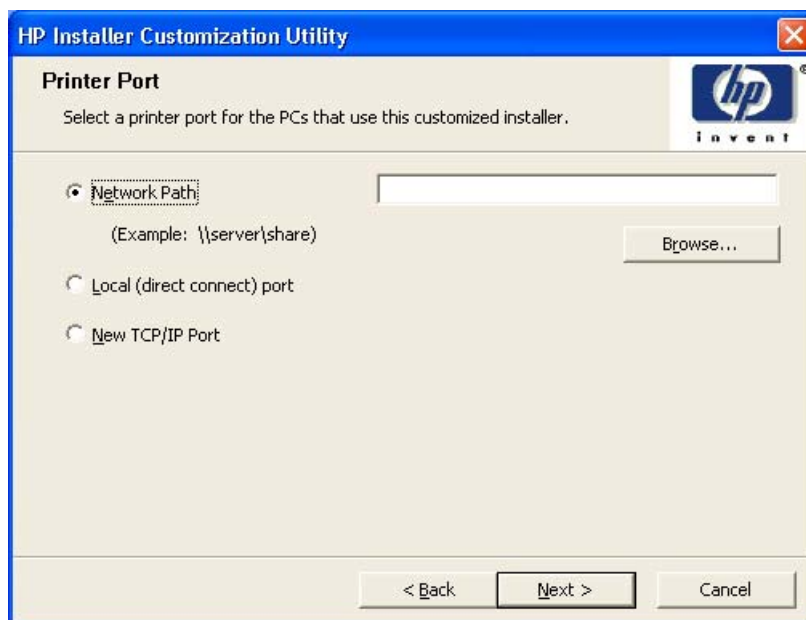 HP Installer Customization Utility
Printer Port
Select a printer port for the PCs that use this customized installer.
hp
®
invent
Network Path
(Example: \\server\share)
Browse...
Local (direct connect) port
New TCP/IP Port
< Back
Next >
Cancel